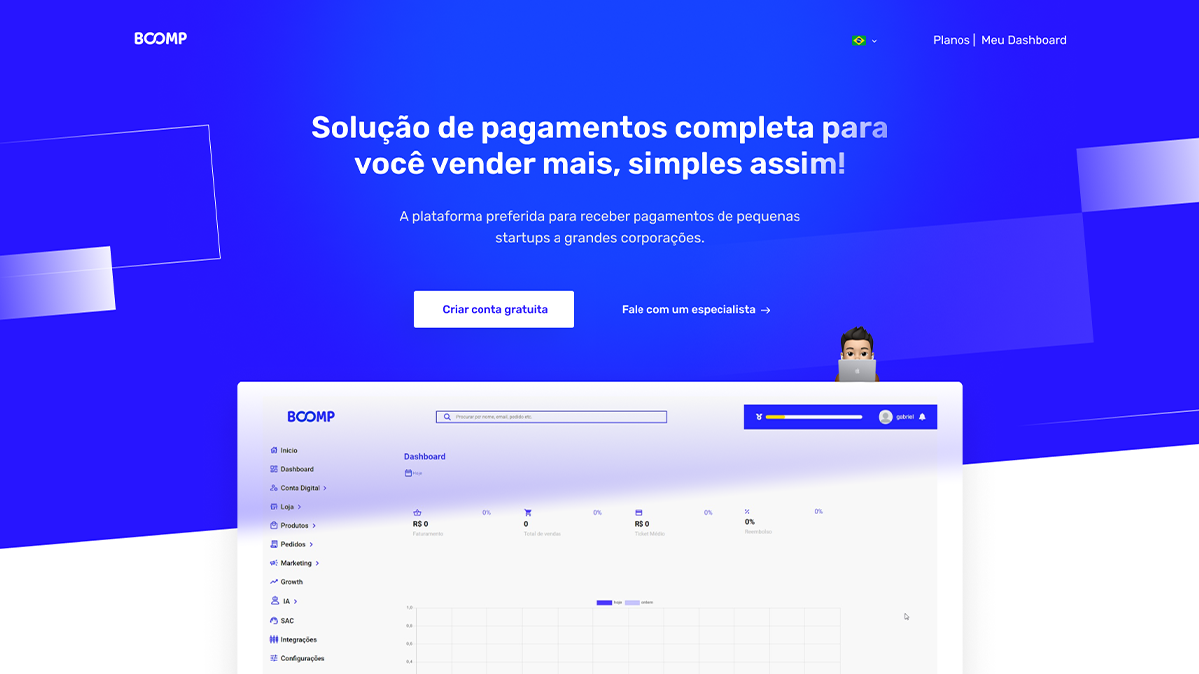 BOOMP
Planos | Meu Dashboard
Solução de pagamentos completa para
você vender mais, simples assim!
A plataforma preferida para receber pagamentos de pequenas
startups a grandes corporações.
Criar conta gratuita
Fale com um especialista →
BOOMP
Procurar por nome, email, pedido etc.
gabriel
Início
Dashboard
Conta Digital >
Loja >
Produtos >
Pedidos >
Marketing >
Growth
IA >
SAC
Integrações
Configurações
Dashboard
0%
R$ 0
Faturamento
0%
0
Total de vendas
0%
R$ 0
Ticket Médio
0%
0%
hoje
ontem
1,0
0,8
0,6
0,4